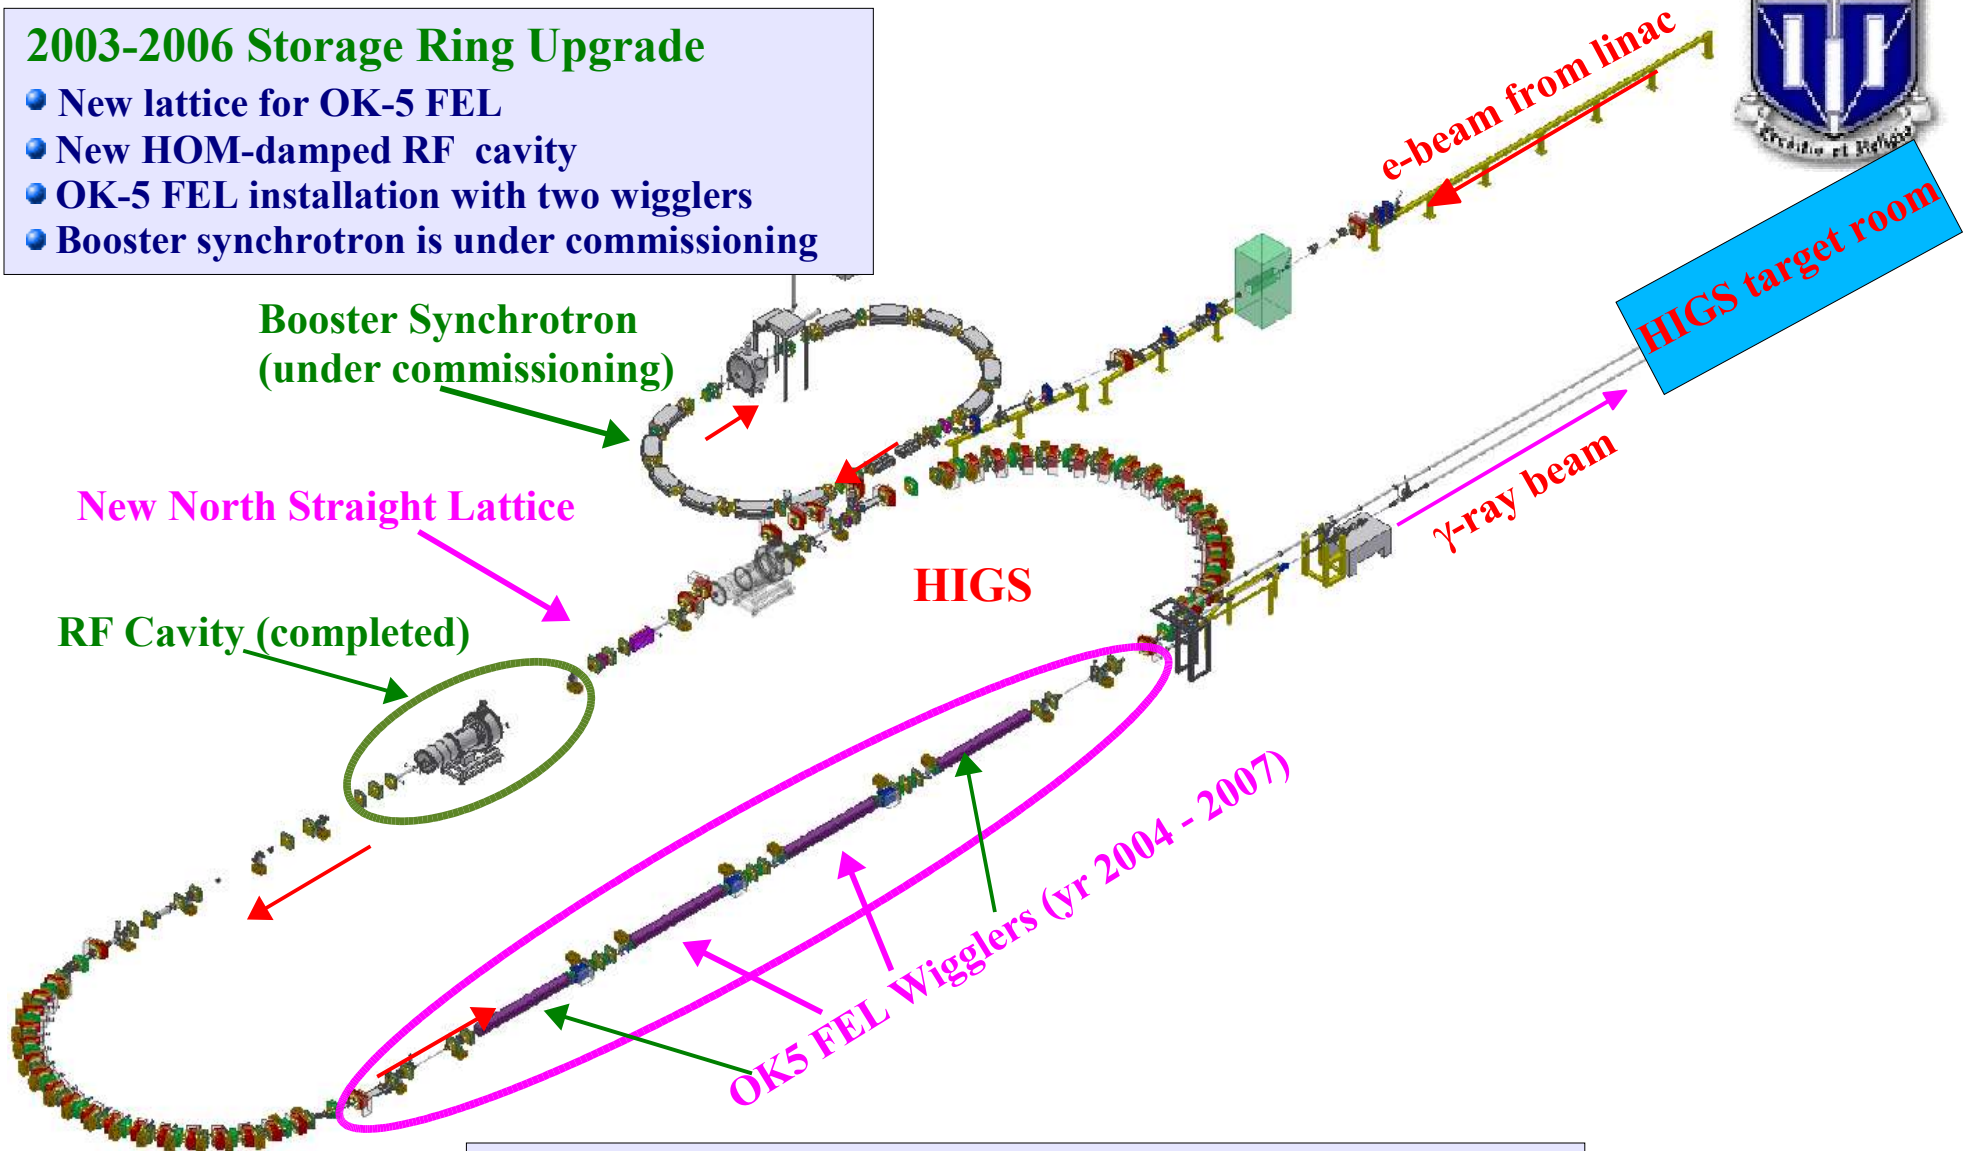 2003-2006 Storage Ring Upgrade
New lattice for OK-5 FEL
New HOM-damped RF cavity
OK-5 FEL installation with two wigglers
Booster synchrotron is under commissioning
e-beam from linac
HIGS target room
Booster Synchrotron
(under commissioning)
γ-ray beam
New North Straight Lattice
HIGS
RF Cavity (completed)
OK5 FEL Wigglers (yr 2004 - 2007)